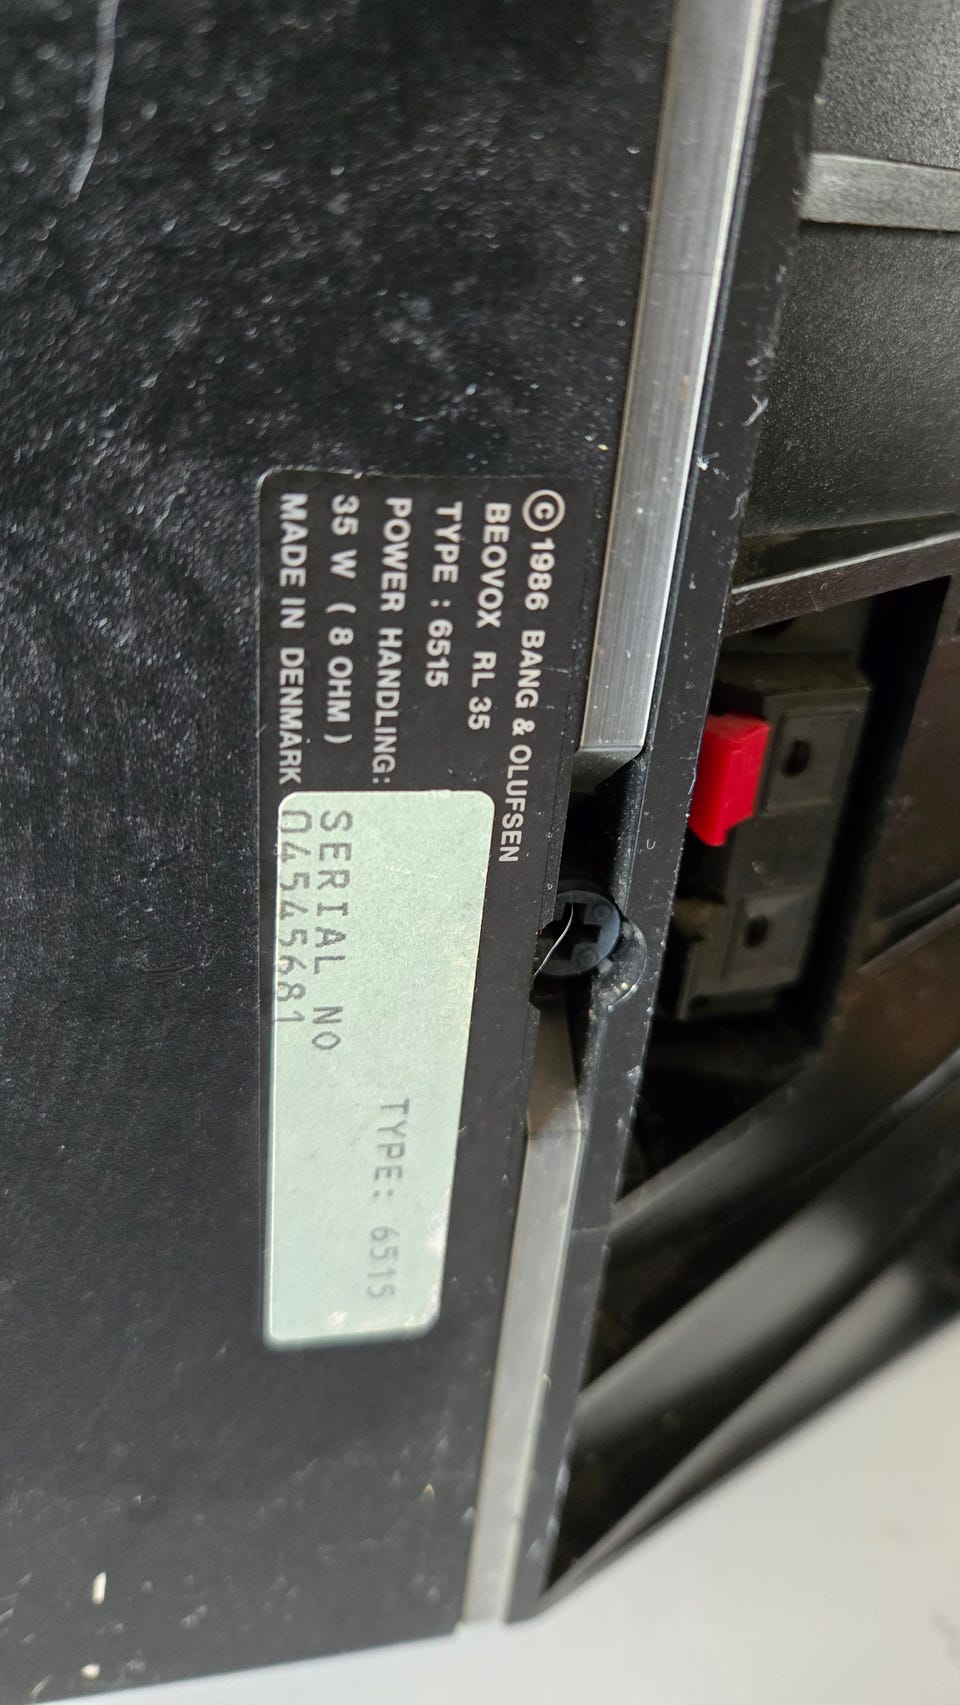 ©1986 BANG & OLUFSEN
BEOVOX RL 35
TYPE : 6515
POWER HANDLING:
35 W ( 8 OHM )
MADE IN DENMARK
TYPE: 6515
SERIAL NO
04545681